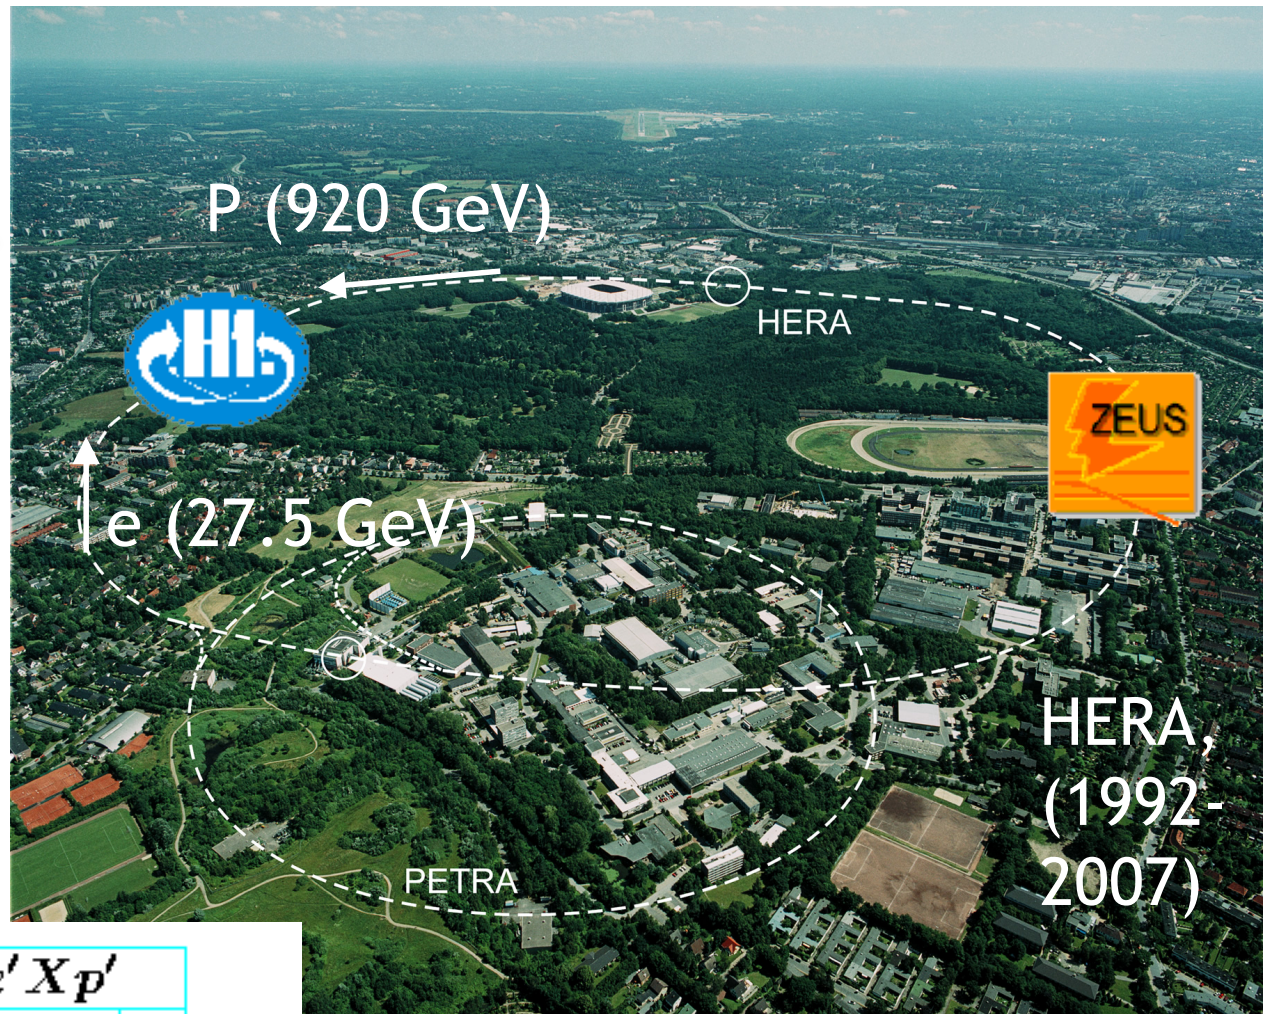 P (920 GeV)
HERA
H1
ZEUS
e (27.5 GeV)
HERA,
(1992-
2007)
PETRA
′ X p′